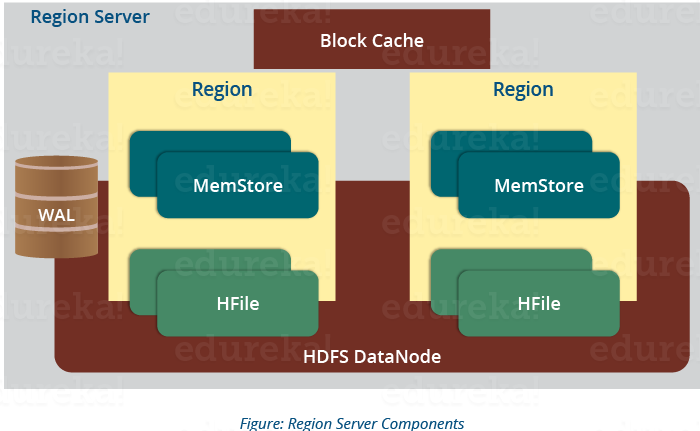 Region Server
Block Cache
Region
Region
MemStore
MemStore
WAL
HFile
HFile
HDFS DataNode
Figure: Region Server Components
edureka!